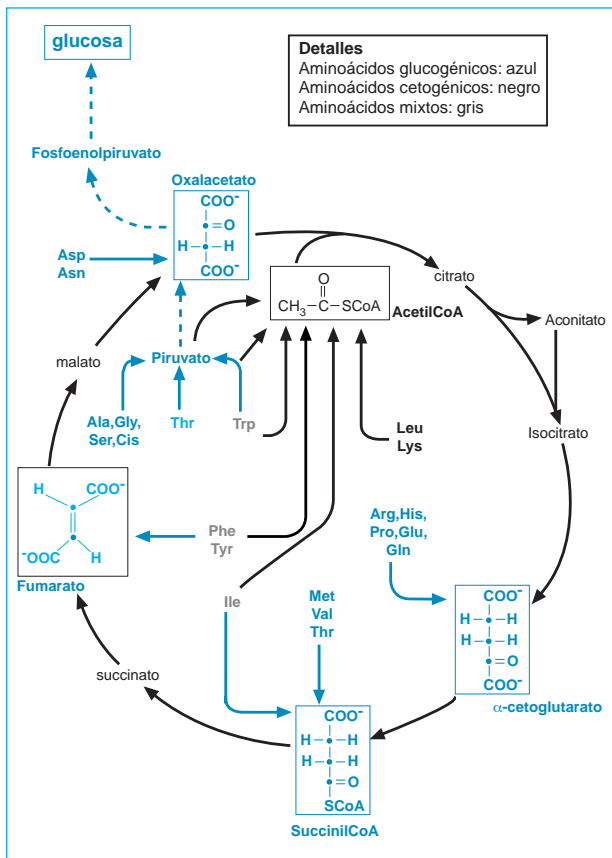 glucosa
Detalles
Aminoácidos glucogénicos: azul
Aminoácidos cetogénicos: negro
Aminoácidos mixtos: gris
Fosfoenolpiruvato
Oxalacetato
COO⁻
=O
H H
COO⁻
Asp
Asn
citrato
O
CH₃–C–SCoA
AcetilCoA
Aconitato
malato
Piruvato
Ala,Gly,
Ser,Cis
Thr
Trp
Leu
Lys
Isocitrato
H COO⁻
⁻OOC H
Fumarato
Phe
Tyr
Arg,His,
Pro,Glu,
Gln
Ile
Met
Val
Thr
COO⁻
H H
H H
=O
COO⁻
α-cetoglutarato
succinato
COO⁻
H H
H H
=O
SCoA
SuccinilCoA